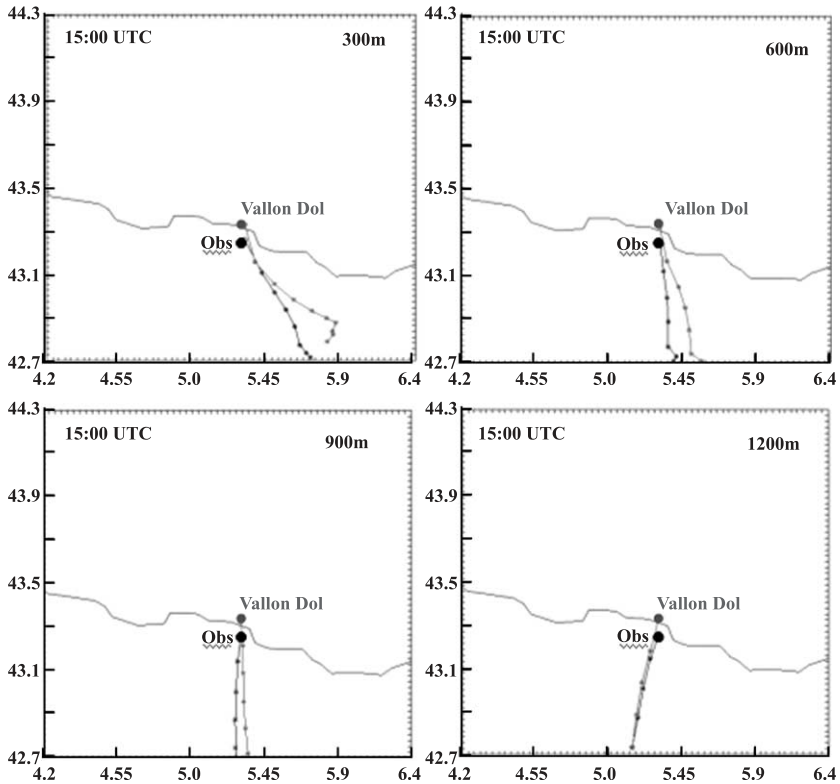 44.3
15:00 UTC 300m
43.9
43.5
Vallon Dol
Obs
43.1
42.7
4.2 4.55 5.0 5.45 5.9 6.4
44.3
15:00 UTC 600m
43.9
43.5
Vallon Dol
Obs
43.1
42.7
4.2 4.55 5.0 5.45 5.9 6.4
44.3
15:00 UTC 900m
43.9
43.5
Vallon Dol
Obs
43.1
42.7
4.2 4.55 5.0 5.45 5.9 6.4
44.3
15:00 UTC 1200m
43.9
43.5
Vallon Dol
Obs
43.1
42.7
4.2 4.55 5.0 5.45 5.9 6.4